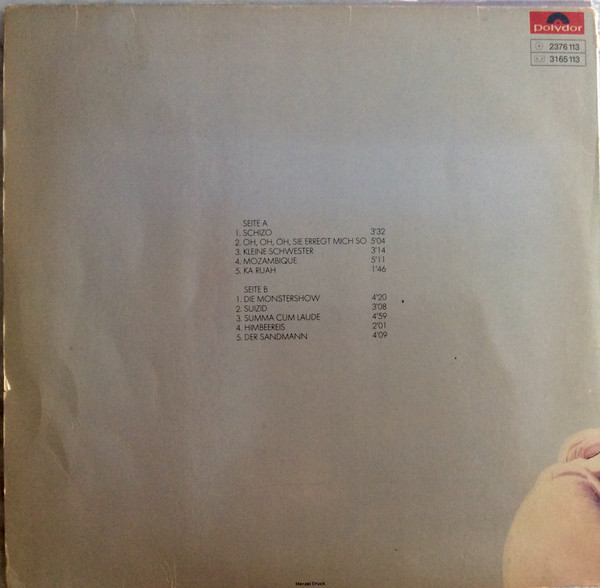 polydor
2376 113
3165 113
SEITE A
1. SCHIZO 3'32
2. OH, OH, OH, SIE ERREGT MICH SO 5'04
3. KLEINE SCHWESTER 3'14
4. MOZAMBIQUE 5'11
5. KA RUAH 1'46
SEITE B
1. DIE MONSTERSHOW 4'20
2. SUIZID 3'08
3. SUMMA CUM LAUDE 4'59
4. HIMBEEREIS 2'01
5. DER SANDMANN 4'09
Menzel Druck